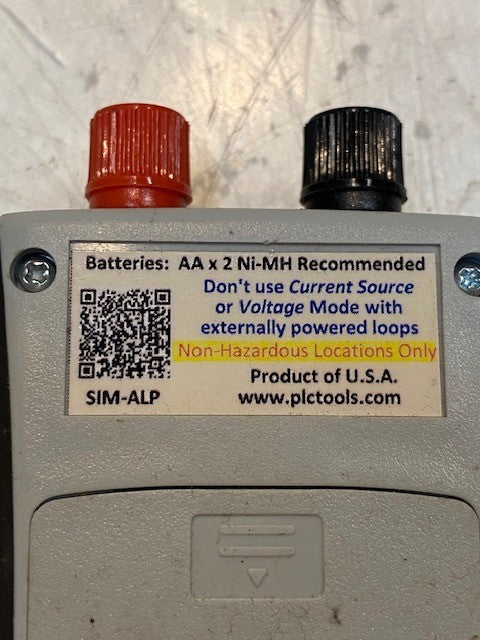 Batteries: AA x 2 Ni-MH Recommended
Don't use Current Source
or Voltage Mode with
externally powered loops
Non-Hazardous Locations Only
Product of U.S.A.
SIM-ALP
www.plctools.com